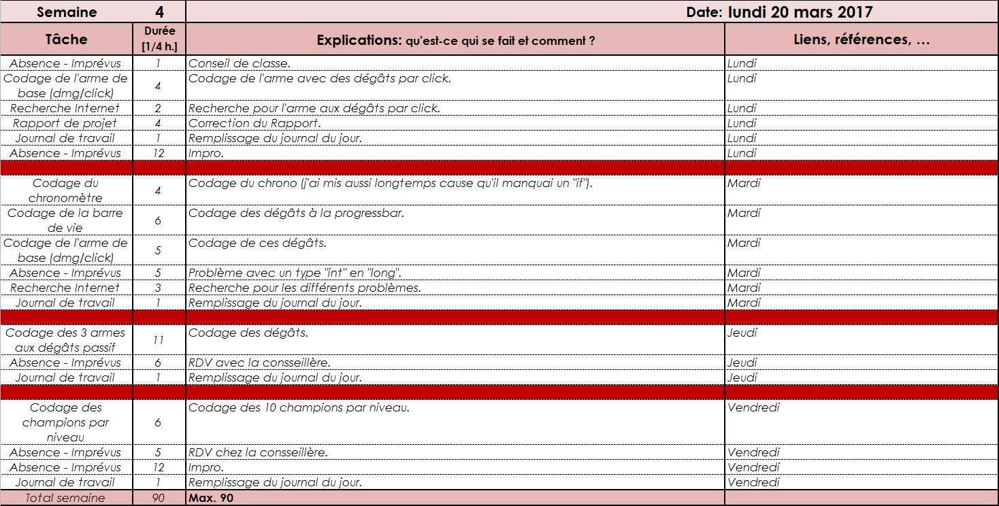 Semaine 4 Date: lundi 20 mars 2017
Tâche Durée [1/4 h.] Explications: qu'est-ce qui se fait et comment ? Liens, références, ...
Absence - Imprévus 1 Conseil de classe. Lundi
Codage de l'arme de base (dmg/click) 4 Codage de l'arme avec des dégâts par click. Lundi
Recherche Internet 2 Recherche pour l'arme aux dégâts par click. Lundi
Rapport de projet 4 Correction du Rapport. Lundi
Journal de travail 1 Remplissage du journal du jour. Lundi
Absence - Imprévus 12 Impro. Lundi
Codage du chronomètre 4 Codage du chrono (j'ai mis aussi longtemps cause qu'il manquai un "if"). Mardi
Codage de la barre de vie 6 Codage des dégâts à la progressbar. Mardi
Codage de l'arme de base (dmg/click) 5 Codage de ces dégâts. Mardi
Absence - Imprévus 5 Problème avec un type "int" en "long". Mardi
Recherche Internet 3 Recherche pour les différents problèmes. Mardi
Journal de travail 1 Remplissage du journal du jour. Mardi
Codage des 3 armes aux dégâts passif 11 Codage des dégâts. Jeudi
Absence - Imprévus 6 RDV avec la consseillère. Jeudi
Journal de travail 1 Remplissage du journal du jour. Jeudi
Codage des champions par niveau 6 Codage des 10 champions par niveau. Vendredi
Absence - Imprévus 5 RDV chez la consseillère. Vendredi
Absence - Imprévus 12 Impro. Vendredi
Journal de travail 1 Remplissage du journal du jour. Vendredi
Total semaine 90 Max. 90